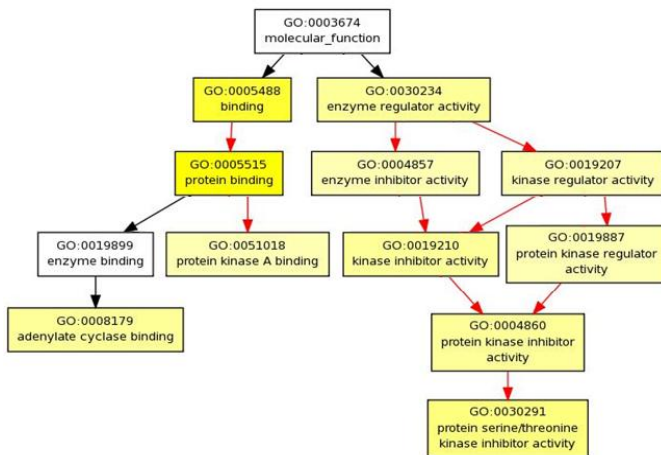 GO:0003674
molecular_function
GO:0005488
binding
GO:0030234
enzyme regulator activity
GO:0005515
protein binding
GO:0004857
enzyme inhibitor activity
GO:0019207
kinase regulator activity
GO:0019899
enzyme binding
GO:0051018
protein kinase A binding
GO:0019210
kinase inhibitor activity
GO:0019887
protein kinase regulator
activity
GO:0008179
adenylate cyclase binding
GO:0004860
protein kinase inhibitor
activity
GO:0030291
protein serine/threonine
kinase inhibitor activity